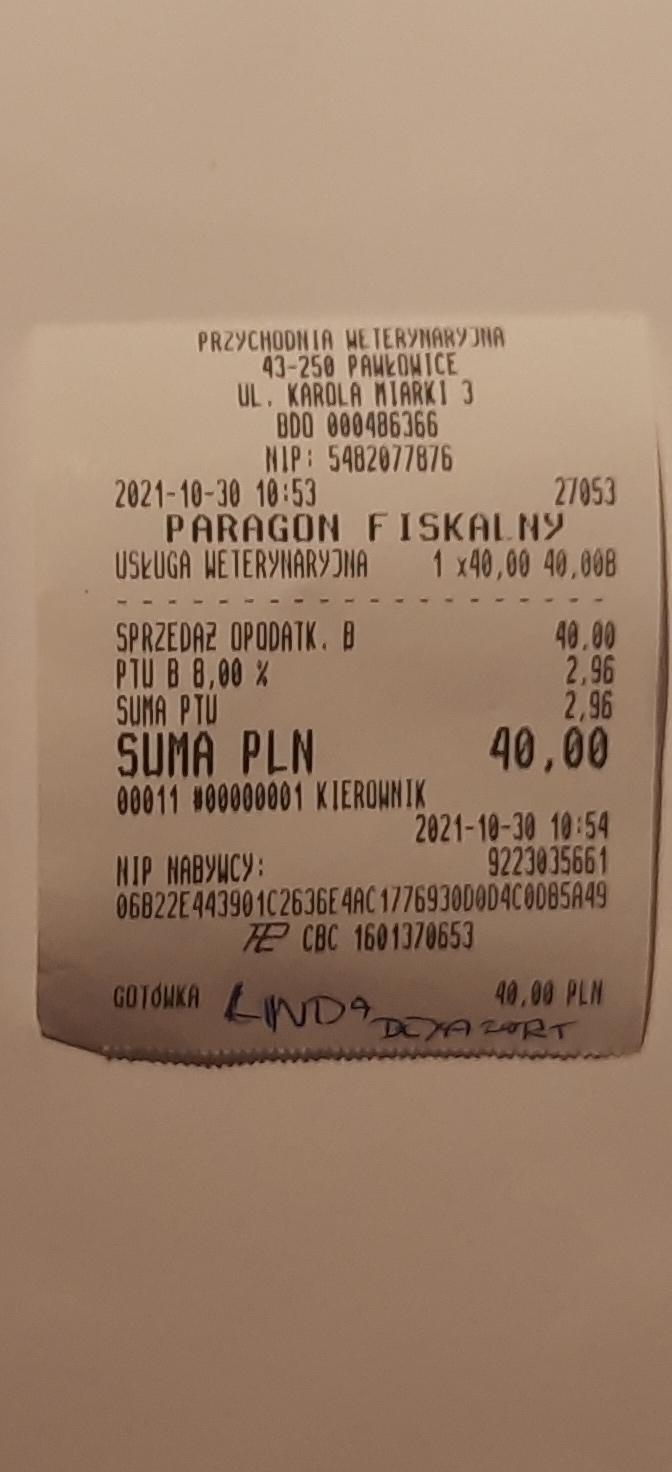 PRZYCHODNIA WETERYNARYJNA
43-250 PAWŁOWICE
UL. KAROLA MIARKI 3
BDO 000486366
NIP: 5482077876
2021-10-30 10:53 27053
PARAGON FISKALNY
USŁUGA WETERYNARYJNA 1 x40,00 40,00B
- - - - - - - - - - - - - - - - - - - - -
SPRZEDAŻ OPODATK. B 40,00
PTU B 8,00 % 2,96
SUMA PTU 2,96
SUMA PLN 40,00
00011 #00000001 KIEROWNIK
2021-10-30 10:54
NIP NABYWCY: 9223035661
06B22E443901C2636E4AC1776930D0D4C0DB5A49
CBC 1601370653
GOTÓWKA 40,00 PLN
LINDA